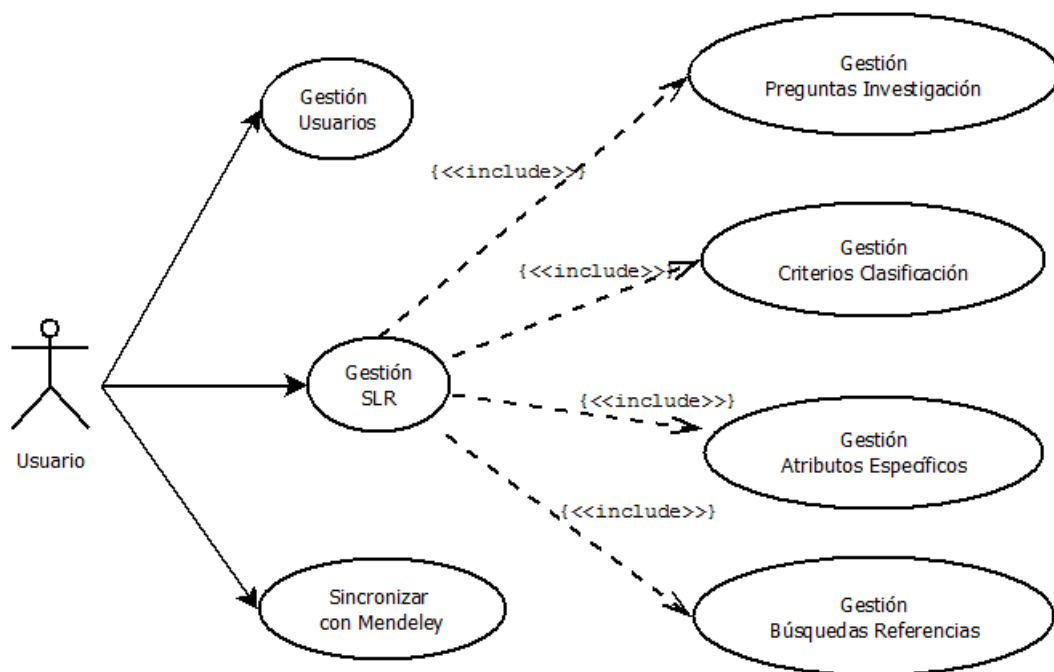 Gestión
Usuarios
Gestión
Preguntas Investigación
{<<include>>}
Gestión
Criterios Clasificación
{<<include>>}
Gestión
SLR
Usuario
{<<include>>}
Gestión
Atributos Específicos
{<<include>>}
Sincronizar
con Mendeley
Gestión
Búsquedas Referencias